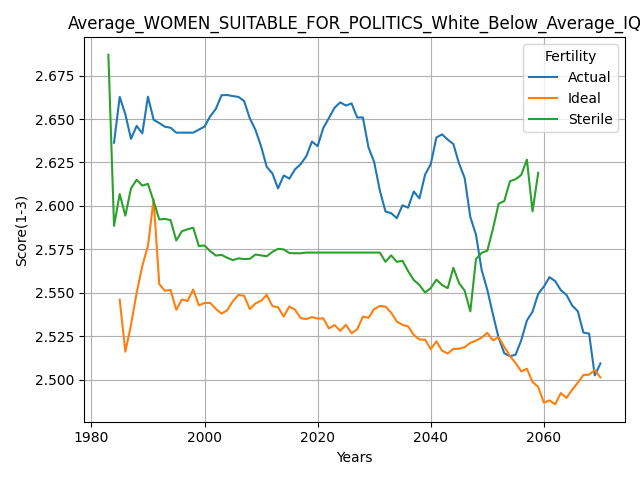 Average_WOMEN_SUITABLE_FOR_POLITICS_White_Below_Average_IQ
Fertility
Actual
Ideal
Sterile
Score(1-3)
2.675
2.650
2.625
2.600
2.575
2.550
2.525
2.500
1980
2000
2020
2040
2060
Years